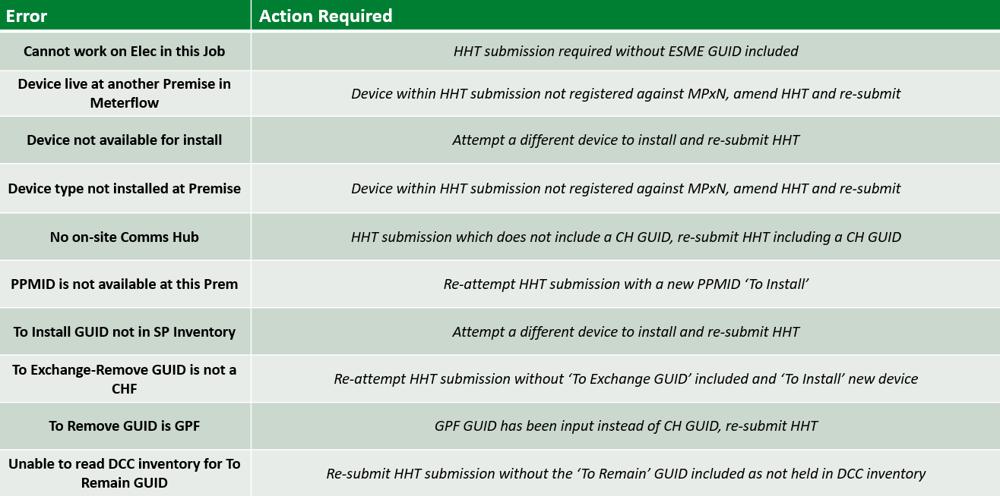 Error
Action Required
Cannot work on Elec in this Job
HHT submission required without ESME GUID included
Device live at another Premise in
Meterflow
Device within HHT submission not registered against MPxN, amend HHT and re-submit
Device not available for install
Attempt a different device to install and re-submit HHT
Device type not installed at Premise
Device within HHT submission not registered against MPxN, amend HHT and re-submit
No on-site Comms Hub
HHT submission which does not include a CH GUID, re-submit HHT including a CH GUID
PPMID is not available at this Prem
Re-attempt HHT submission with a new PPMID ‘To Install’
To Install GUID not in SP Inventory
Attempt a different device to install and re-submit HHT
To Exchange-Remove GUID is not a
CHF
Re-attempt HHT submission without ‘To Exchange GUID’ included and ‘To Install’ new device
To Remove GUID is GPF
GPF GUID has been input instead of CH GUID, re-submit HHT
Unable to read DCC inventory for To
Remain GUID
Re-submit HHT submission without the ‘To Remain’ GUID included as not held in DCC inventory